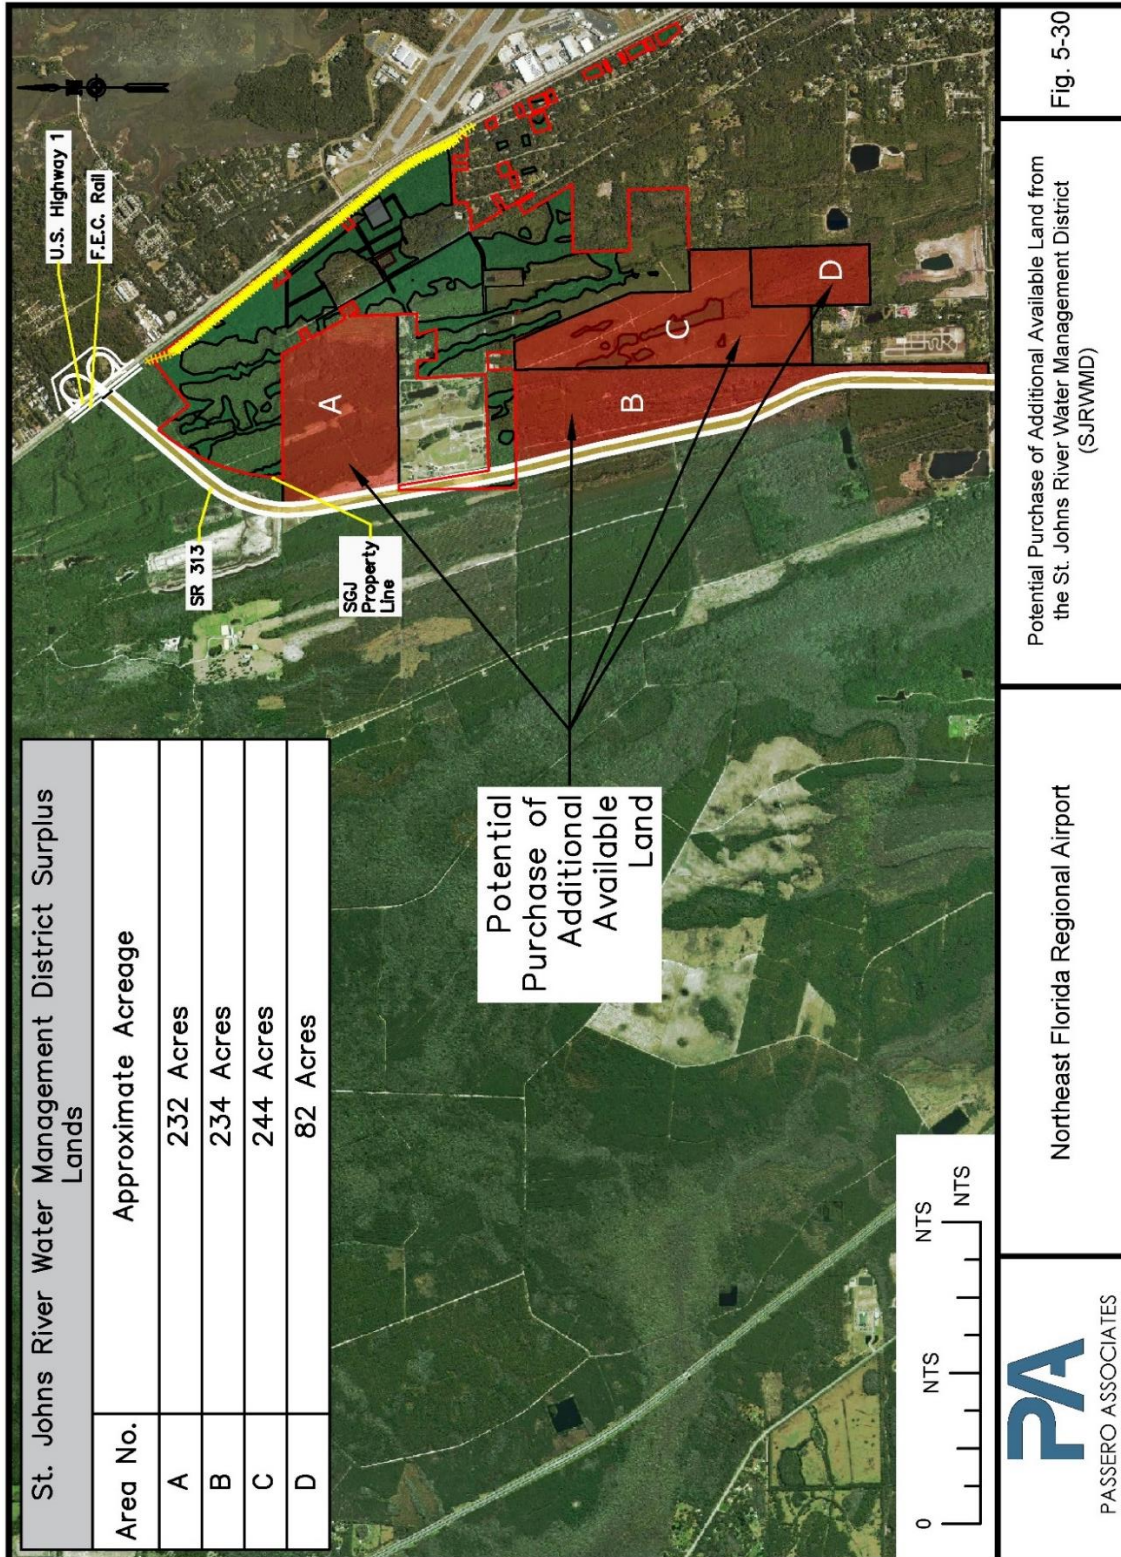 St. Johns River Water Management District Surplus
Lands
Area No. Approximate Acreage
A 232 Acres
B 234 Acres
C 244 Acres
D 82 Acres
U.S. Highway 1
F.E.C. Rail
N
SR 313
SGJ
Property
Line
A
B
C
D
Potential
Purchase of
Additional
Available
Land
0 NTS NTS
NTS
PA
PASSERO ASSOCIATES
Northeast Florida Regional Airport
Potential Purchase of Additional Available Land from
the St. Johns River Water Management District
(SJRWMD)
Fig. 5-30